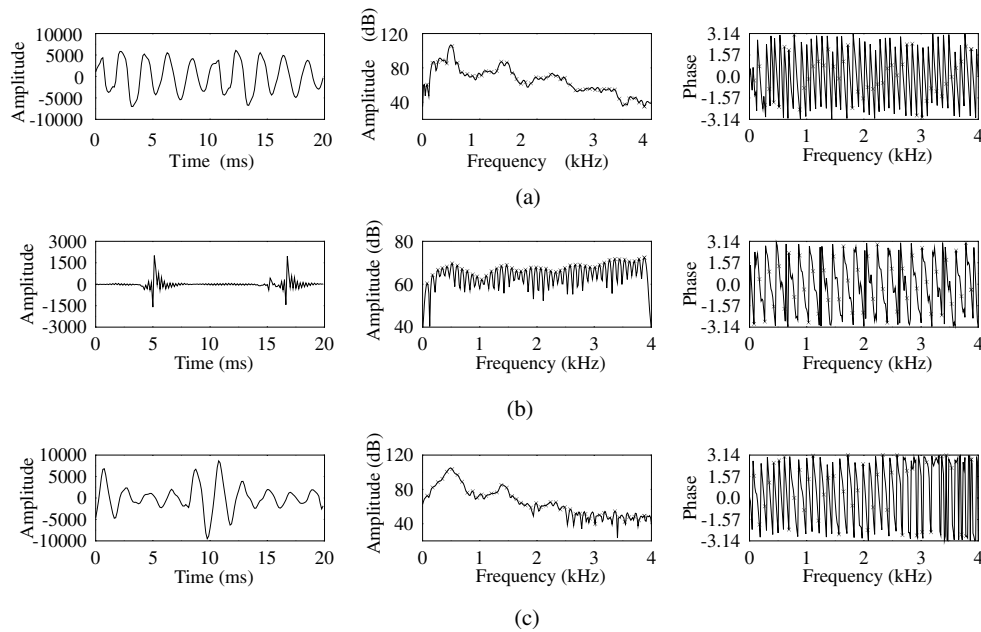 10000
5000
0
-5000
-10000
Amplitude
0 5 10 15 20
Time (ms)
120
80
40
Amplitude (dB)
0 1 2 3 4
Frequency (kHz)
3.14
1.57
0.0
-1.57
-3.14
Phase
0 1 2 3 4
Frequency (kHz)
(a)
3000
1500
0
-1500
-3000
Amplitude
0 5 10 15 20
Time (ms)
80
60
40
Amplitude (dB)
0 1 2 3 4
Frequency (kHz)
3.14
1.57
0.0
-1.57
-3.14
Phase
0 1 2 3 4
Frequency (kHz)
(b)
10000
5000
0
-5000
-10000
Amplitude
0 5 10 15 20
Time (ms)
120
80
40
Amplitude (dB)
0 1 2 3 4
Frequency (kHz)
3.14
1.57
0.0
-1.57
-3.14
Phase
0 1 2 3 4
Frequency (kHz)
(c)